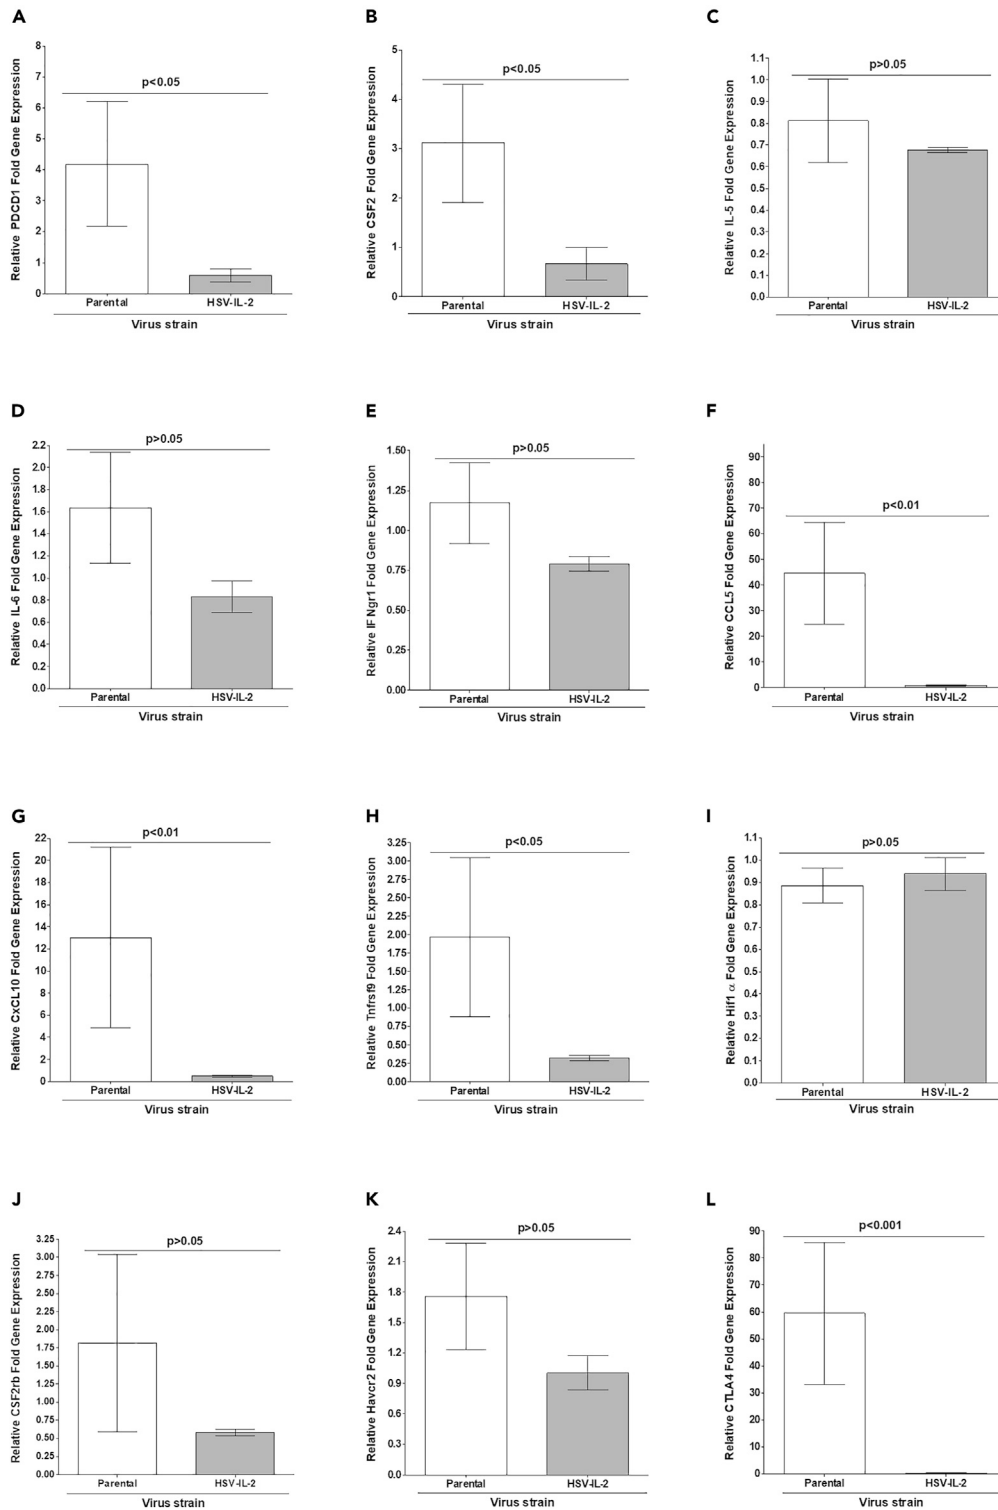 A
Relative PDCD1 Fold Gene Expression
8
7
6
5
4
3
2
1
0
p<0.05
Parental HSV-IL-2
Virus strain
B
Relative CSF2 Fold Gene Expression
5
4
3
2
1
0
p<0.05
Parental HSV-IL-2
Virus strain
C
Relative IL-5 Fold Gene Expression
1.1
1.0
0.9
0.8
0.7
0.6
0.5
0.4
0.3
0.2
0.1
0.0
p>0.05
Parental HSV-IL-2
Virus strain
D
Relative IL-6 Fold Gene Expression
2.2
2.0
1.8
1.6
1.4
1.2
1.0
0.8
0.6
0.4
0.2
0.0
p>0.05
Parental HSV-IL-2
Virus strain
E
Relative IFNgr1 Fold Gene Expression
1.50
1.25
1.00
0.75
0.50
0.25
0.00
p>0.05
Parental HSV-IL-2
Virus strain
F
Relative CCL5 Fold Gene Expression
90
80
70
60
50
40
30
20
10
0
p<0.01
Parental HSV-IL-2
Virus strain
G
Relative CxCL10 Fold Gene Expression
22
20
18
16
14
12
10
8
6
4
2
0
p<0.01
Parental HSV-IL-2
Virus strain
H
Relative Tnfrsf9 Fold Gene Expression
3.25
3.00
2.75
2.50
2.25
2.00
1.75
1.50
1.25
1.00
0.75
0.50
0.25
0.00
p<0.05
Parental HSV-IL-2
Virus strain
I
Relative Hif1 α Fold Gene Expression
1.1
1.0
0.9
0.8
0.7
0.6
0.5
0.4
0.3
0.2
0.1
0.0
p>0.05
Parental HSV-IL-2
Virus strain
J
Relative CSF2rb Fold Gene Expression
3.25
3.00
2.75
2.50
2.25
2.00
1.75
1.50
1.25
1.00
0.75
0.50
0.25
0.00
p>0.05
Parental HSV-IL-2
Virus strain
K
Relative Havcr2 Fold Gene Expression
2.4
2.1
1.8
1.5
1.2
0.9
0.6
0.3
0.0
p>0.05
Parental HSV-IL-2
Virus strain
L
Relative CTLA4 Fold Gene Expression
90
80
70
60
50
40
30
20
10
0
p<0.001
Parental HSV-IL-2
Virus strain